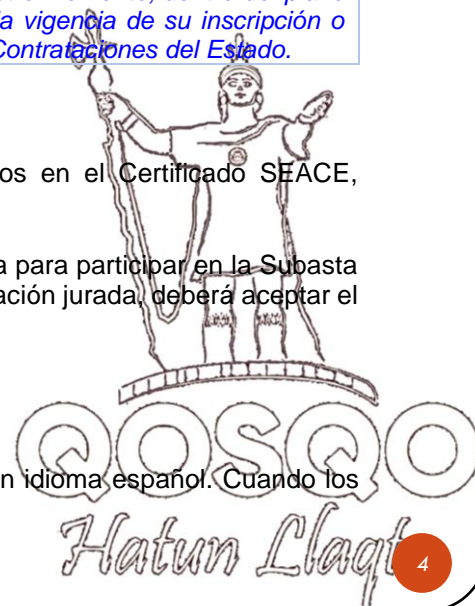 la vigencia de su inscripción o
Contrataciones del Estado.
os en el Certificado SEACE,
a para participar en la Subasta
ación jurada, deberá aceptar el
n idioma español. Cuando los
QOSQO
Hatun Llaqt
4